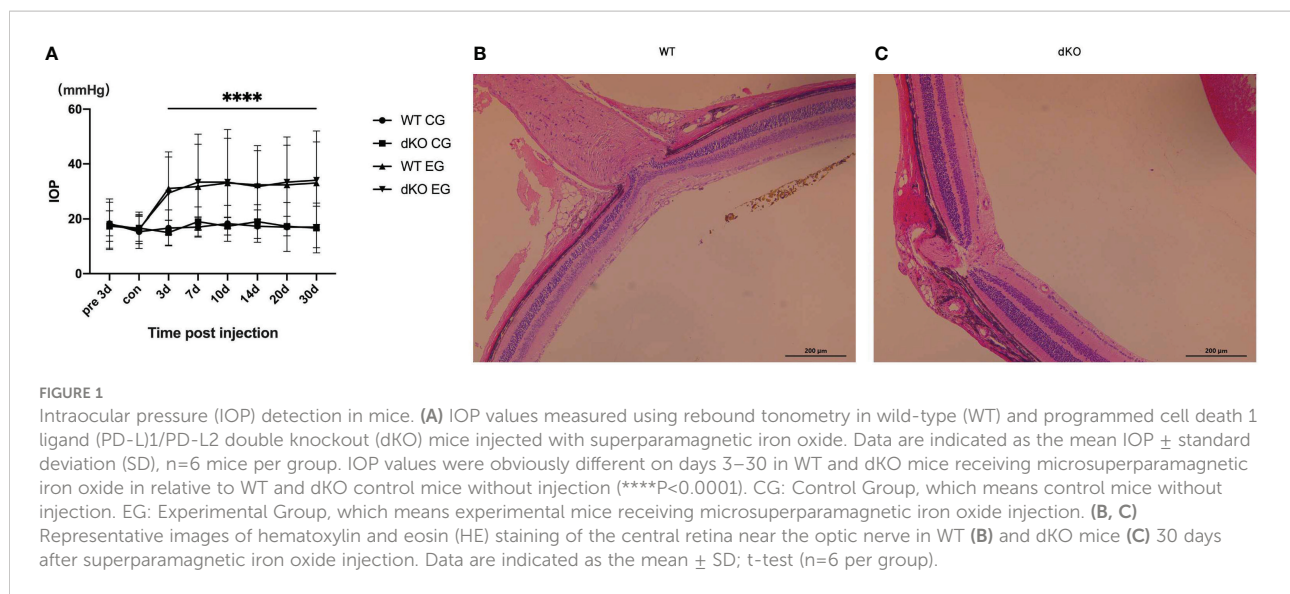 A
(mmHg)
60
40
20
0
IOP
****
pre 3d
con
3d
7d
10d
14d
20d
30d
Time post injection
WT CG
dKO CG
WT EG
dKO EG
B
WT
200 μm
C
dKO
200 μm
FIGURE 1
Intraocular pressure (IOP) detection in mice. (A) IOP values measured using rebound tonometry in wild-type (WT) and programmed cell death 1
ligand (PD-L)1/PD-L2 double knockout (dKO) mice injected with superparamagnetic iron oxide. Data are indicated as the mean IOP ± standard
deviation (SD), n=6 mice per group. IOP values were obviously different on days 3–30 in WT and dKO mice receiving microsuperparamagnetic
iron oxide in relative to WT and dKO control mice without injection (****P<0.0001). CG: Control Group, which means control mice without
injection. EG: Experimental Group, which means experimental mice receiving microsuperparamagnetic iron oxide injection. (B, C)
Representative images of hematoxylin and eosin (HE) staining of the central retina near the optic nerve in WT (B) and dKO mice (C) 30 days
after superparamagnetic iron oxide injection. Data are indicated as the mean ± SD; t-test (n=6 per group).